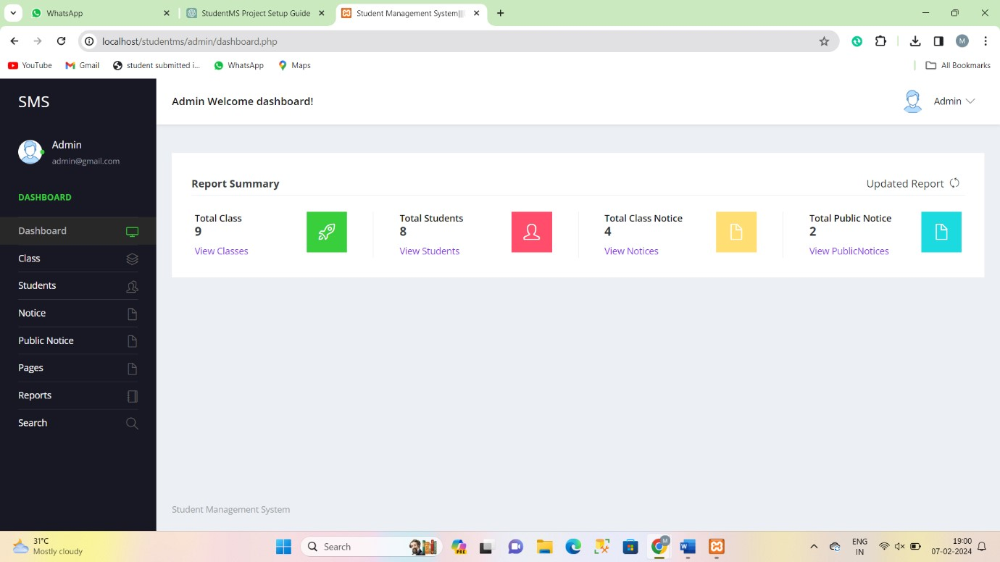 WhatsApp
StudentMS Project Setup Guide
Student Management System|||
localhost/studentms/admin/dashboard.php
M
YouTube
Gmail
student submitted i...
WhatsApp
Maps
All Bookmarks
SMS
Admin Welcome dashboard!
Admin
Admin
admin@gmail.com
DASHBOARD
Dashboard
Class
Students
Notice
Public Notice
Pages
Reports
Search
Report Summary
Updated Report
Total Class
9
View Classes
Total Students
8
View Students
Total Class Notice
4
View Notices
Total Public Notice
2
View PublicNotices
Student Management System
31°C
Mostly cloudy
Search
PRE
M
W
ENG
IN
19:00
07-02-2024